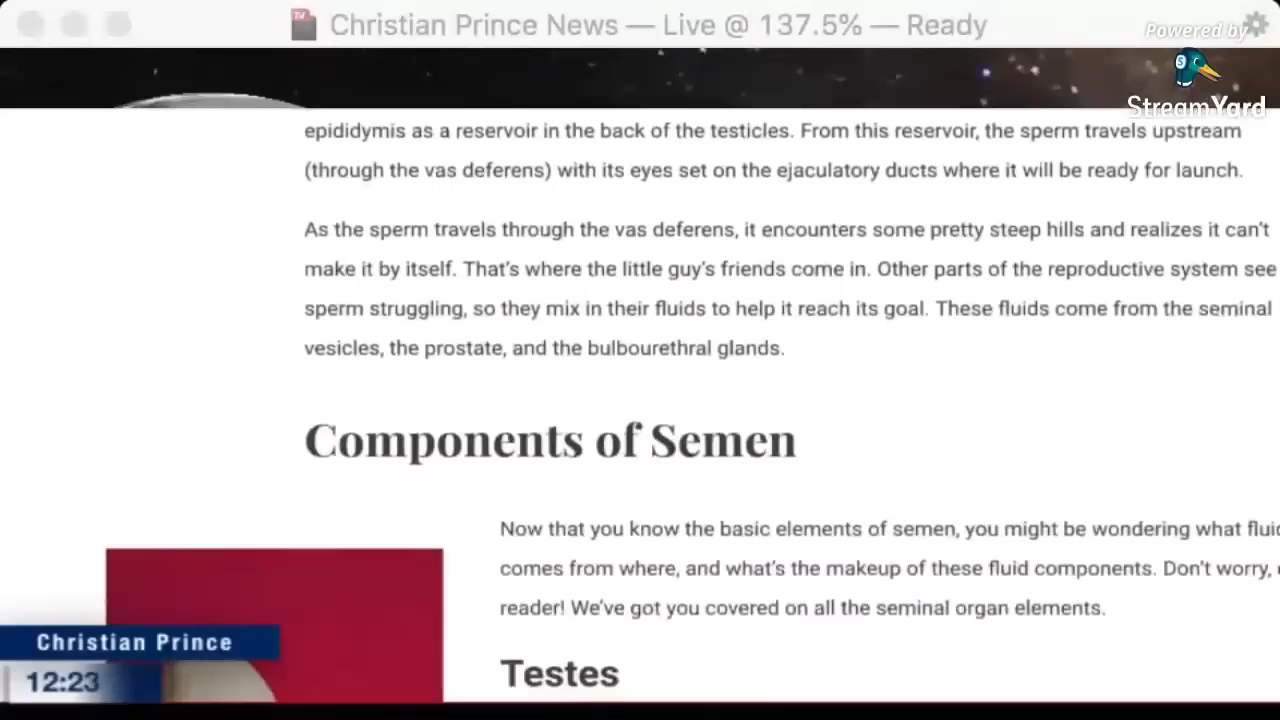 Christian Prince News — Live @ 137.5% — Ready
Powered by
StreamYard
epididymis as a reservoir in the back of the testicles. From this reservoir, the sperm travels upstream
(through the vas deferens) with its eyes set on the ejaculatory ducts where it will be ready for launch.
As the sperm travels through the vas deferens, it encounters some pretty steep hills and realizes it can't
make it by itself. That's where the little guy's friends come in. Other parts of the reproductive system see
sperm struggling, so they mix in their fluids to help it reach its goal. These fluids come from the seminal
vesicles, the prostate, and the bulbourethral glands.
Components of Semen
Now that you know the basic elements of semen, you might be wondering what
comes from where, and what's the makeup of these fluid components. Don't worry,
reader! We've got you covered on all the seminal organ elements.
Testes
Christian Prince
12:23